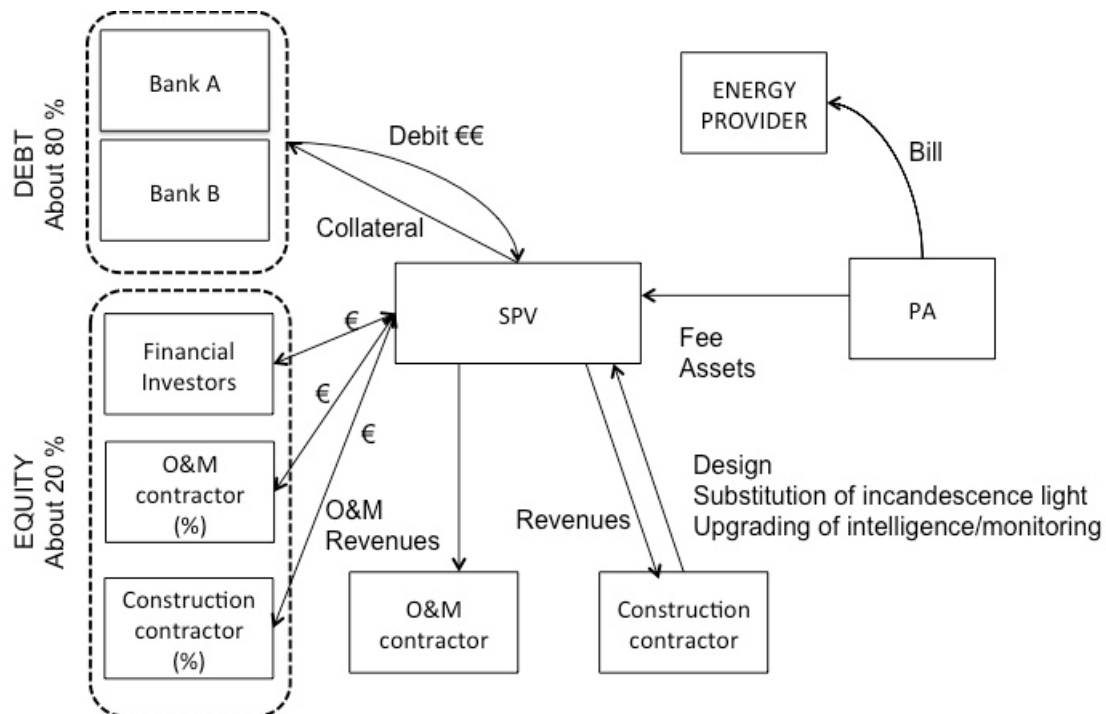 DEBT
About 80 %
Bank A
Bank B
Debit €€
Collateral
ENERGY
PROVIDER
Bill
SPV
PA
Fee
Assets
EQUITY
About 20 %
Financial
Investors
O&M
contractor
(%)
Construction
contractor
(%)
€
€
€
O&M
Revenues
Revenues
Design
Substitution of incandescence light
Upgrading of intelligence/monitoring
O&M
contractor
Construction
contractor